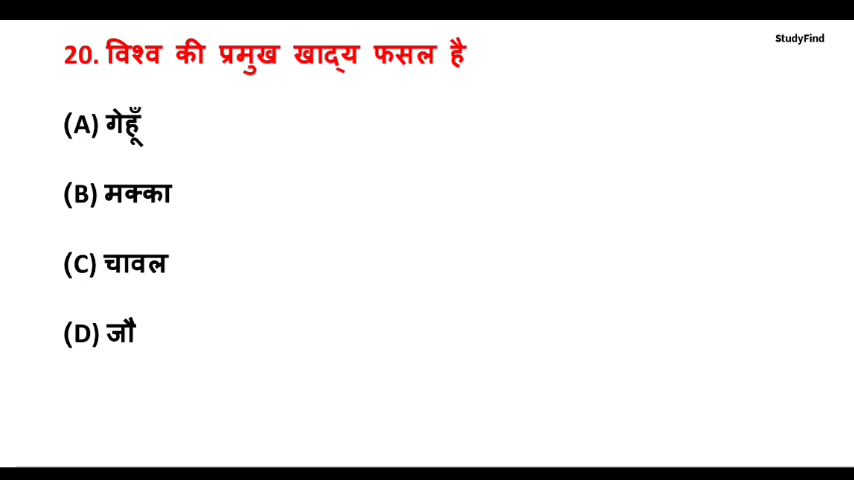 StudyFind
20. विश्व की प्रमुख खाद्य फसल है
(A) गेहूँ
(B) मक्का
(C) चावल
(D) जौ